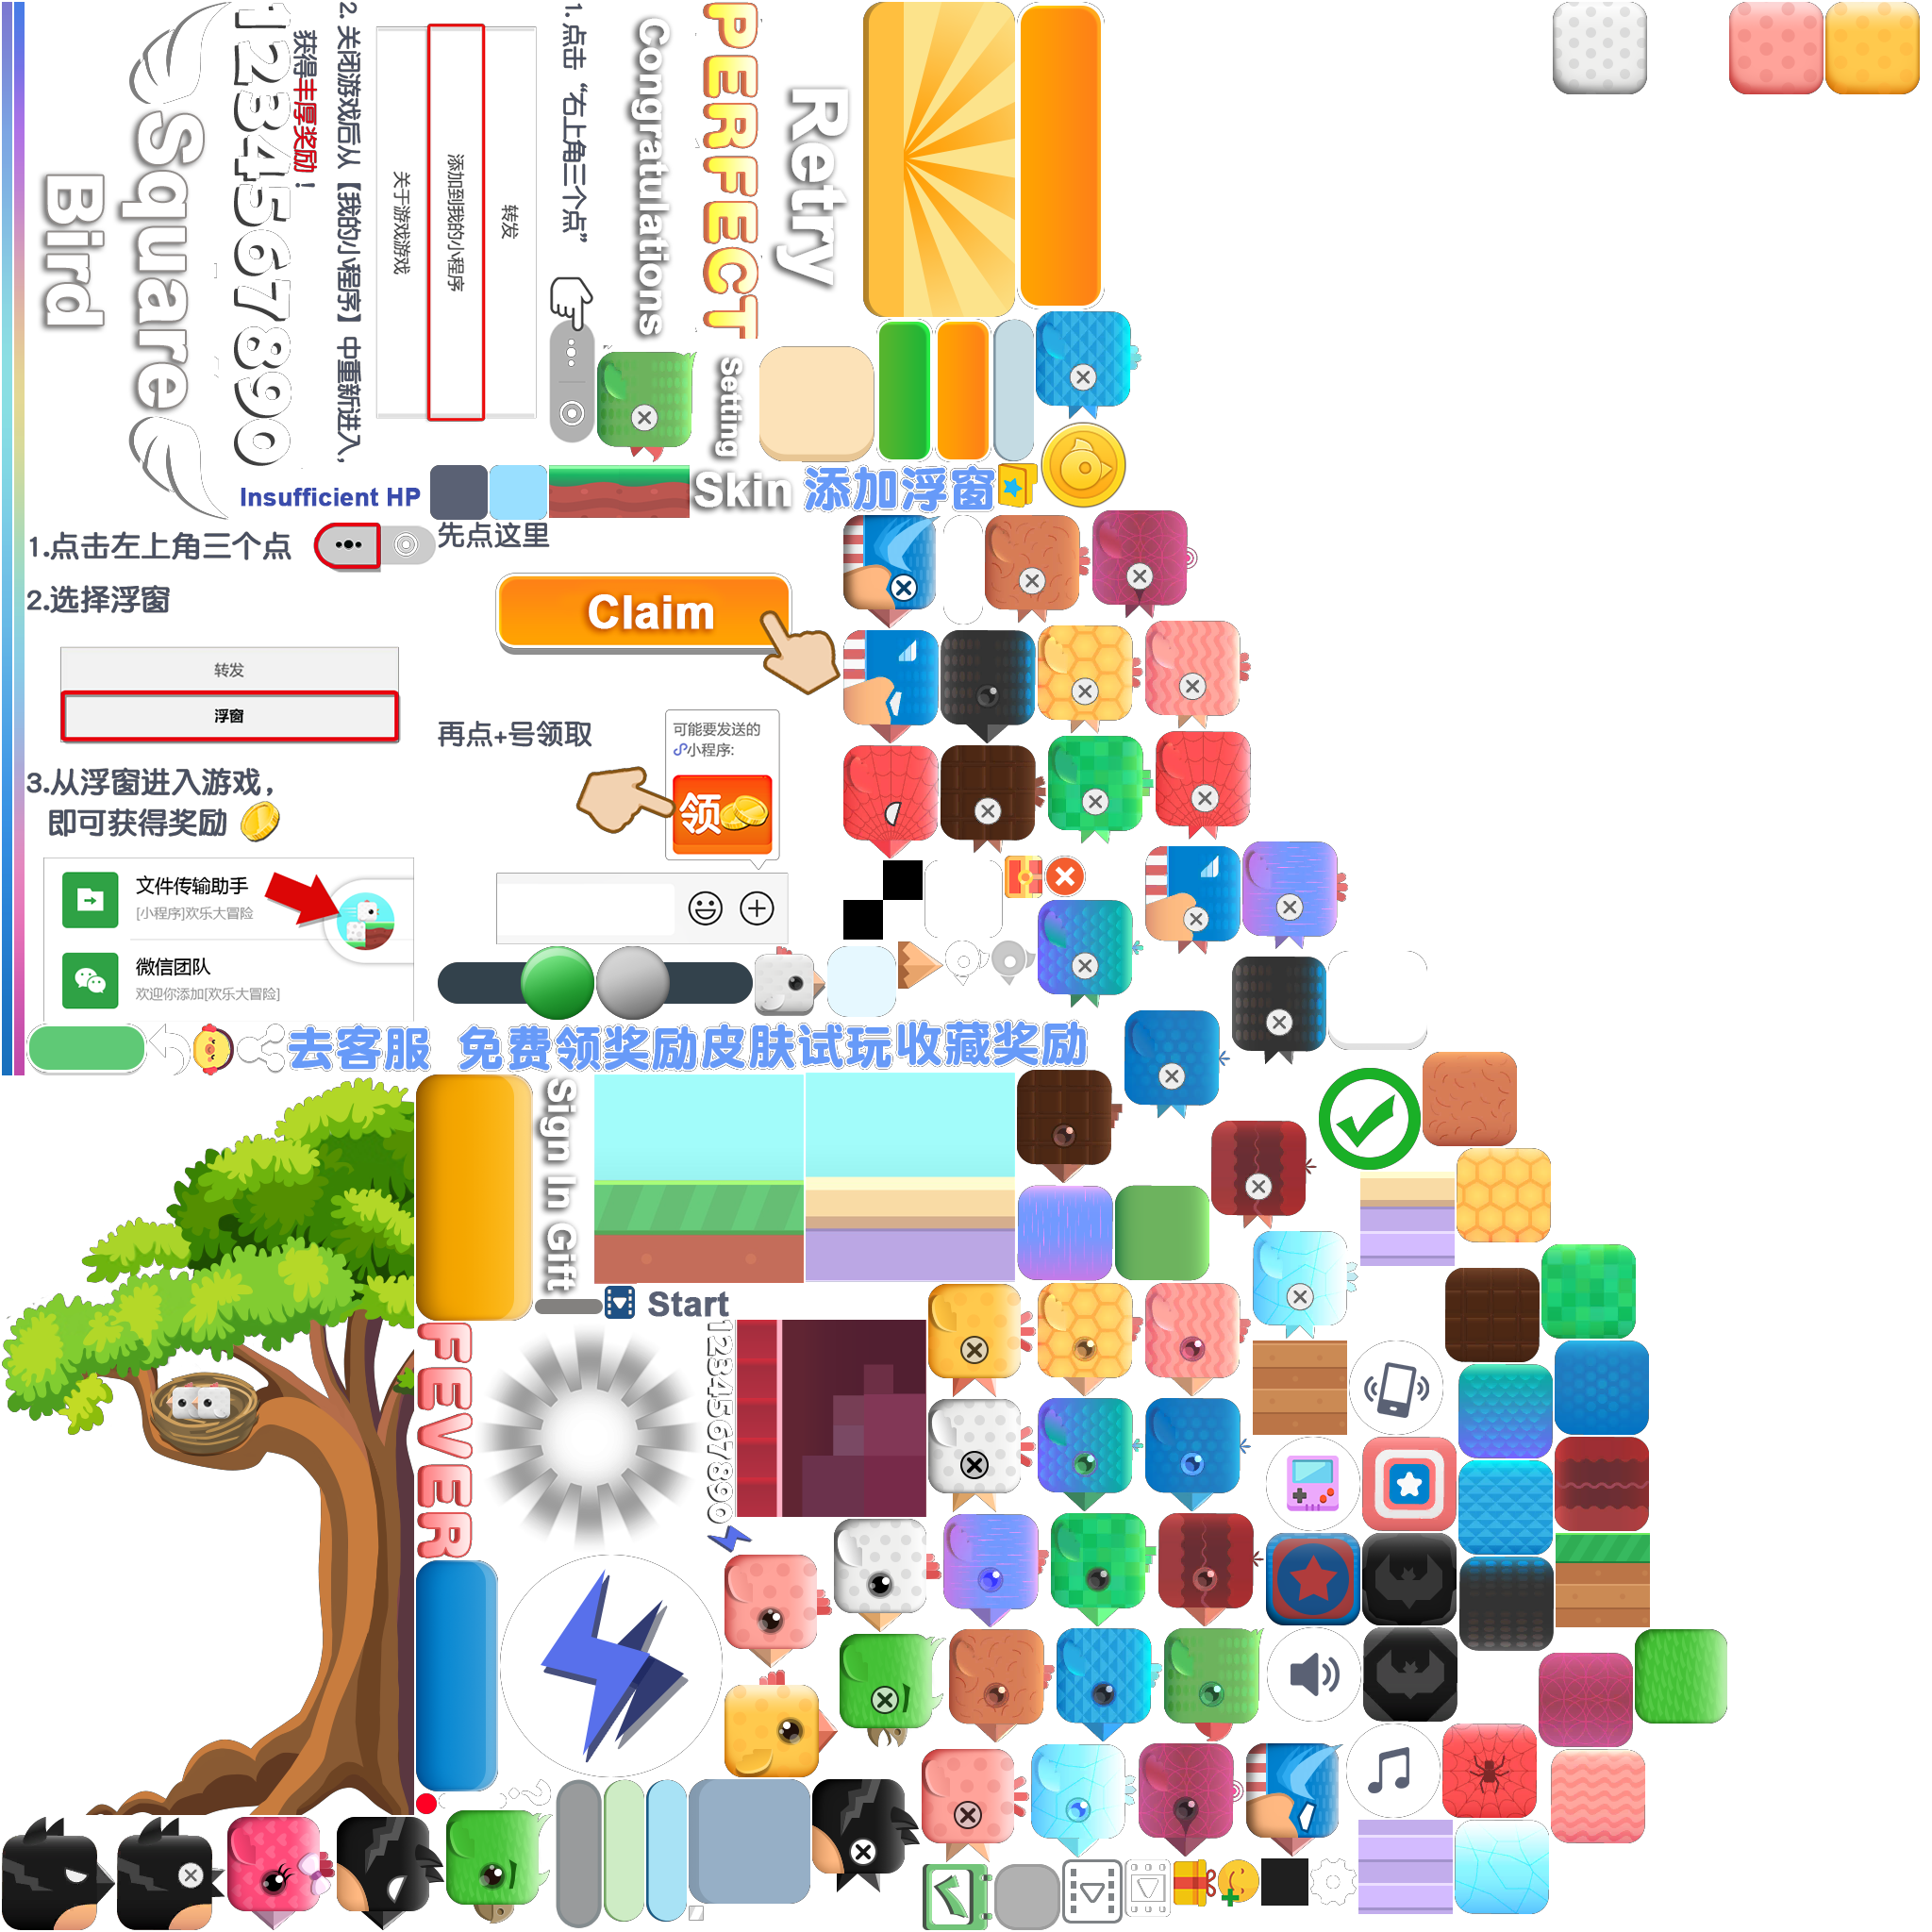 Square
Bird
1234567890
获得丰厚奖励！
2. 关闭游戏后从【我的小程序】中重新进入，
转发
添加到我的小程序
关于游戏游戏
1. 点击“右上角三个点”
Congratulations
PERFECT
Retry
Setting
Insufficient HP
Skin
添加浮窗
1.点击左上角三个点
先点这里
2.选择浮窗
Claim
转发
浮窗
再点+号领取
可能要发送的
小程序:
领
3.从浮窗进入游戏，
即可获得奖励
文件传输助手
[小程序]欢乐大冒险
微信团队
欢迎你添加[欢乐大冒险]
去客服
免费领奖励
皮肤试玩
收藏奖励
Sign In Gift
Start
FEVER
1234567890